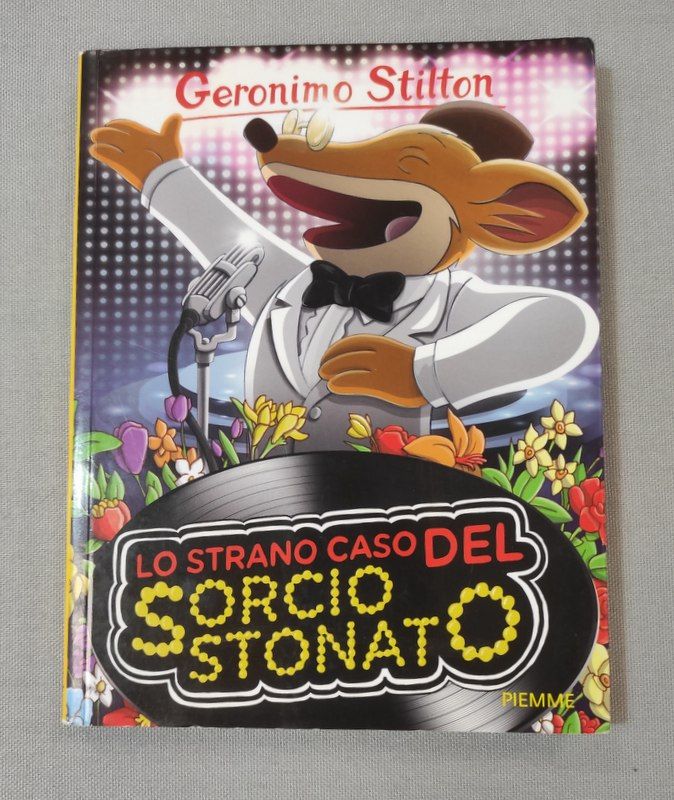 Geronimo Stilton
LO STRANO CASO DEL
SORCIO
STONATO
PIEMME